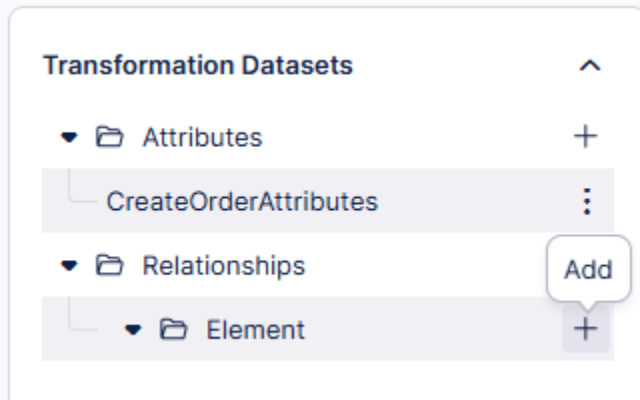 Transformation Datasets
Attributes
CreateOrderAttributes
Relationships
Add
Element